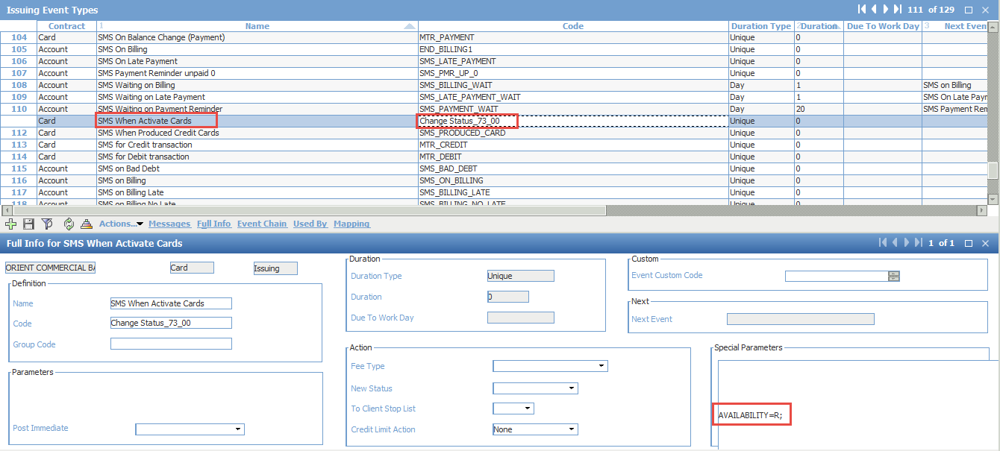 Issuing Event Types 111 of 129
Contract 1 Name Code Duration Type 2 Duration Due To Work Day 3 Next Even
104 Card SMS On Balance Change (Payment) MTR_PAYMENT Unique 0
105 Account SMS On Billing END_BILLING1 Unique 0
106 Account SMS On Late Payment SMS_LATE_PAYMENT Unique 0
107 Account SMS Payment Reminder unpaid 0 SMS_PMR_UP_0 Unique 0
108 Account SMS Waiting on Billing SMS_BILLING_WAIT Day 1 SMS on Billing
109 Account SMS Waiting on Late Payment SMS_LATE_PAYMENT_WAIT Day 1 SMS On Late Payr
110 Account SMS Waiting on Payment Reminder SMS_PAYMENT_WAIT Day 20 SMS Payment Rem
Card SMS When Activate Cards Change Status_73_00 Unique 0
112 Card SMS When Produced Credit Cards SMS_PRODUCED_CARD Unique 0
113 Card SMS for Credit transaction MTR_CREDIT Unique 0
114 Card SMS for Debit transaction MTR_DEBIT Unique 0
115 Account SMS on Bad Debt SMS_BAD_DEBT Unique 0
116 Account SMS on Billing SMS_ON_BILLING Unique 0
117 Account SMS on Billing Late SMS_BILLING_LATE Unique 0
118 Account SMS on Billing No Late SMS_BILLING_NO_LATE Unique 0
Actions... Messages Full Info Event Chain Used By Mapping
Full Info for SMS When Activate Cards 1 of 1
ORIENT COMMERCIAL BA Card Issuing
Definition
Name SMS When Activate Cards
Code Change Status_73_00
Group Code
Parameters
Post Immediate
Duration
Duration Type Unique
Duration 0
Due To Work Day
Action
Fee Type
New Status
To Client Stop List
Credit Limit Action None
Custom
Event Custom Code
Next
Next Event
Special Parameters
AVAILABILITY=R;